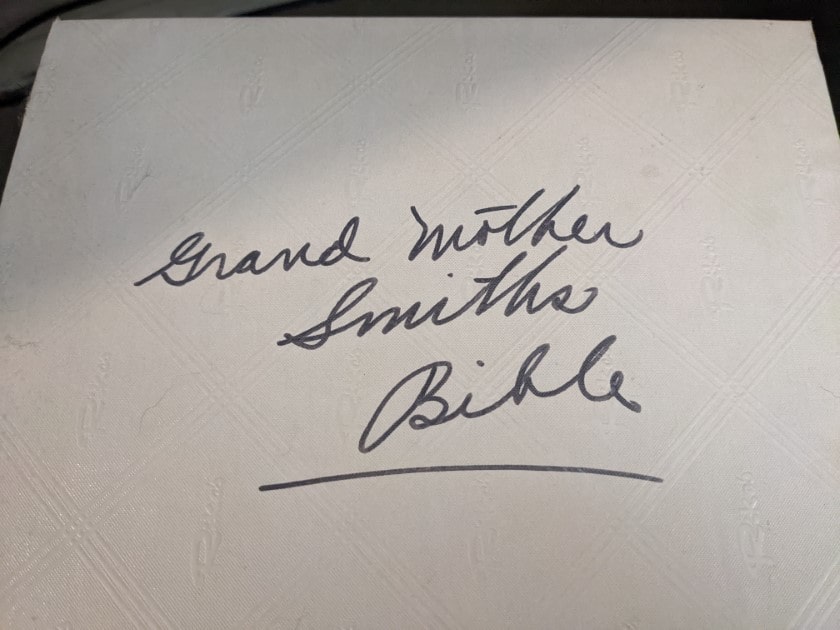 Grand Mother
Smiths
Bible